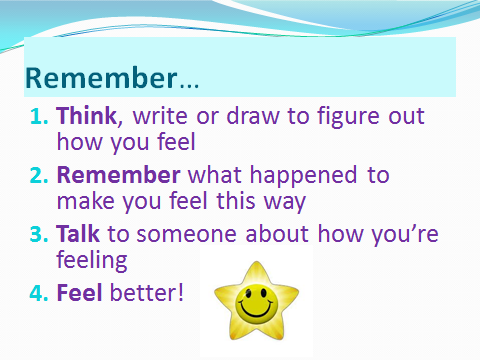 Remember...
1. Think, write or draw to figure out
how you feel
2. Remember what happened to
make you feel this way
3. Talk to someone about how you’re
feeling
4. Feel better!